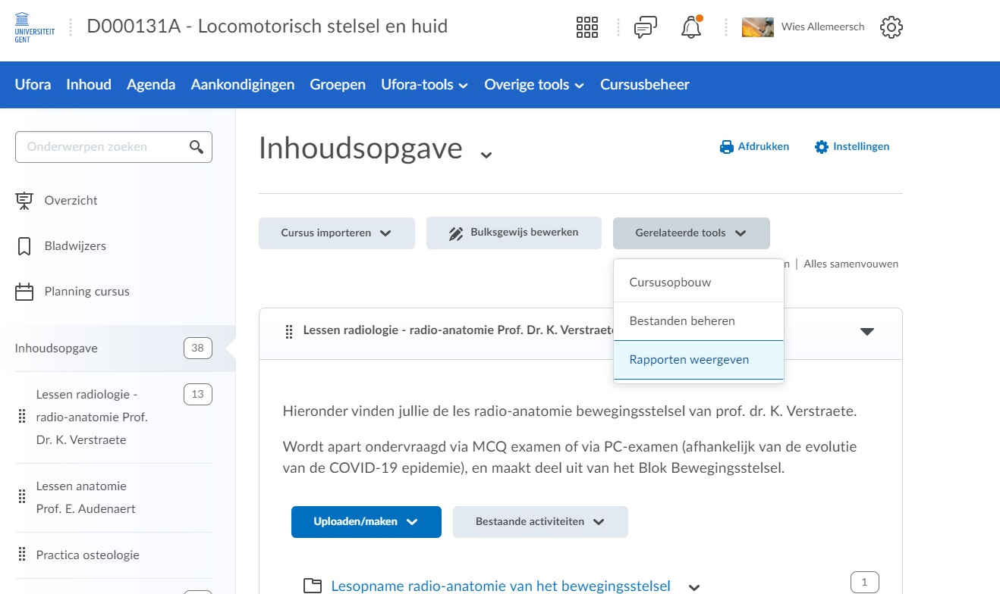 UNIVERSITEIT
GENT
D000131A - Locomotorisch stelsel en huid
Wies Allemeersch
Ufora Inhoud Agenda Aankondigingen Groepen Ufora-tools Overige tools Cursusbeheer
Onderwerpen zoeken
Overzicht
Bladwijzers
Planning cursus
Inhoudsopgave 38
Lessen radiologie - 13
radio-anatomie Prof.
Dr. K. Verstraete
Lessen anatomie
Prof. E. Audenaert
Practica osteologie
Inhoudsopgave
Afdrukken Instellingen
Cursus importeren Bulksgewijs bewerken Gerelateerde tools
n | Alles samenvouwen
Cursusopbouw
Bestanden beheren
Rapporten weergeven
Lessen radiologie - radio-anatomie Prof. Dr. K. Verstraete
Hieronder vinden jullie de les radio-anatomie bewegingsstelsel van prof. dr. K. Verstraete.
Wordt apart ondervraagd via MCQ examen of via PC-examen (afhankelijk van de evolutie
van de COVID-19 epidemie), en maakt deel uit van het Blok Bewegingsstelsel.
Uploaden/maken Bestaande activiteiten
Lesopname radio-anatomie van het bewegingsstelsel 1